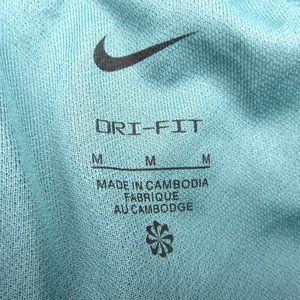 DRI-FIT
M M M
MADE IN CAMBODIA
FABRIQUE
AU CAMBODGE